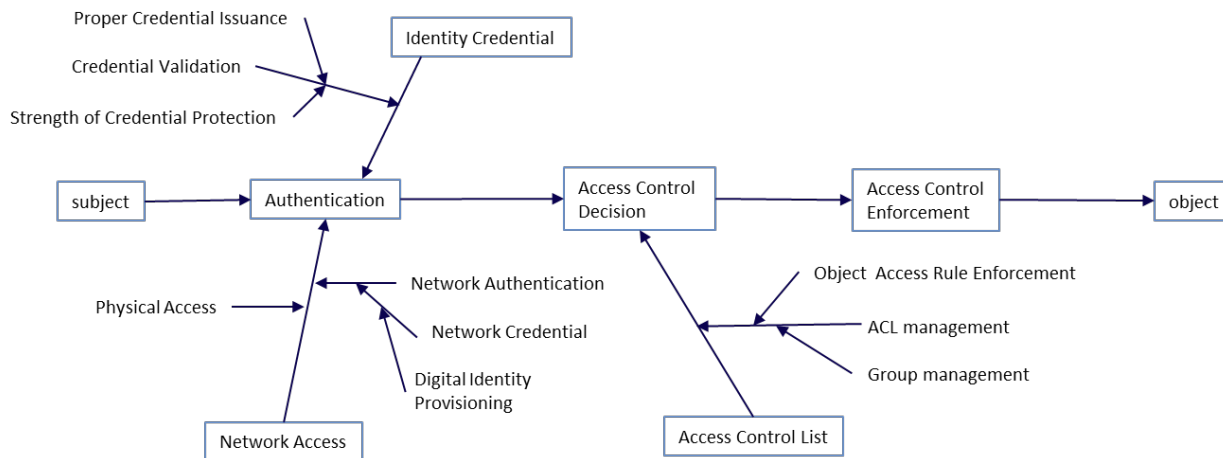 Proper Credential Issuance
Identity Credential
Credential Validation
Strength of Credential Protection
subject
Authentication
Access Control
Decision
Access Control
Enforcement
object
Physical Access
Network Authentication
Network Credential
Digital Identity
Provisioning
Object  Access Rule Enforcement
ACL management
Group management
Network Access
Access Control List